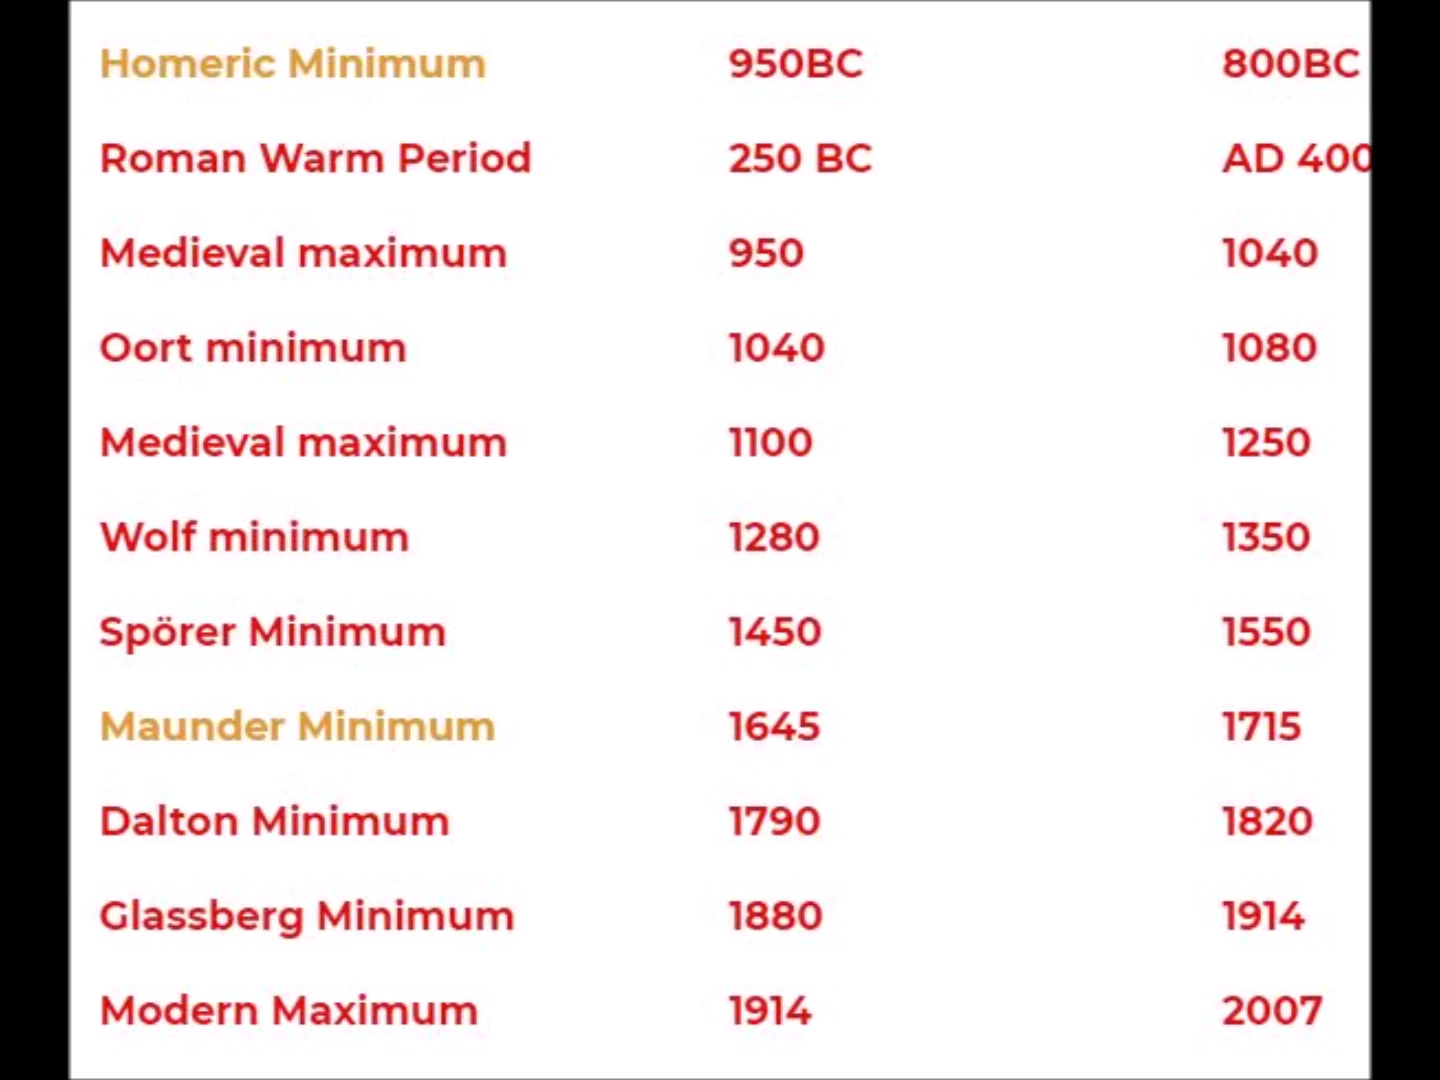 Homeric Minimum 950BC 800BC
Roman Warm Period 250 BC AD 400
Medieval maximum 950 1040
Oort minimum 1040 1080
Medieval maximum 1100 1250
Wolf minimum 1280 1350
Spörer Minimum 1450 1550
Maunder Minimum 1645 1715
Dalton Minimum 1790 1820
Glassberg Minimum 1880 1914
Modern Maximum 1914 2007